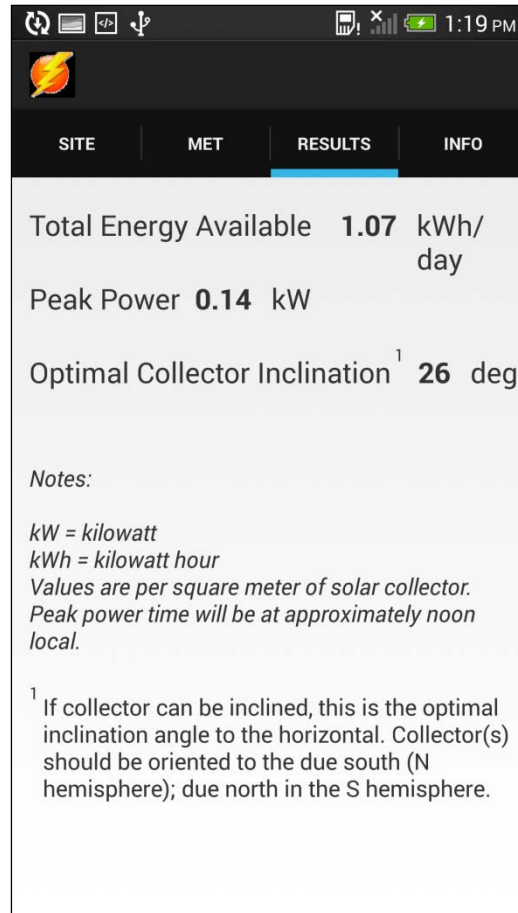 1:19 PM
SITE MET RESULTS INFO
Total Energy Available 1.07 kWh/
day
Peak Power 0.14 kW
Optimal Collector Inclination 1 26 deg
Notes:
kW = kilowatt
kWh = kilowatt hour
Values are per square meter of solar collector.
Peak power time will be at approximately noon
local.
1 If collector can be inclined, this is the optimal
inclination angle to the horizontal. Collector(s)
should be oriented to the due south (N
hemisphere); due north in the S hemisphere.